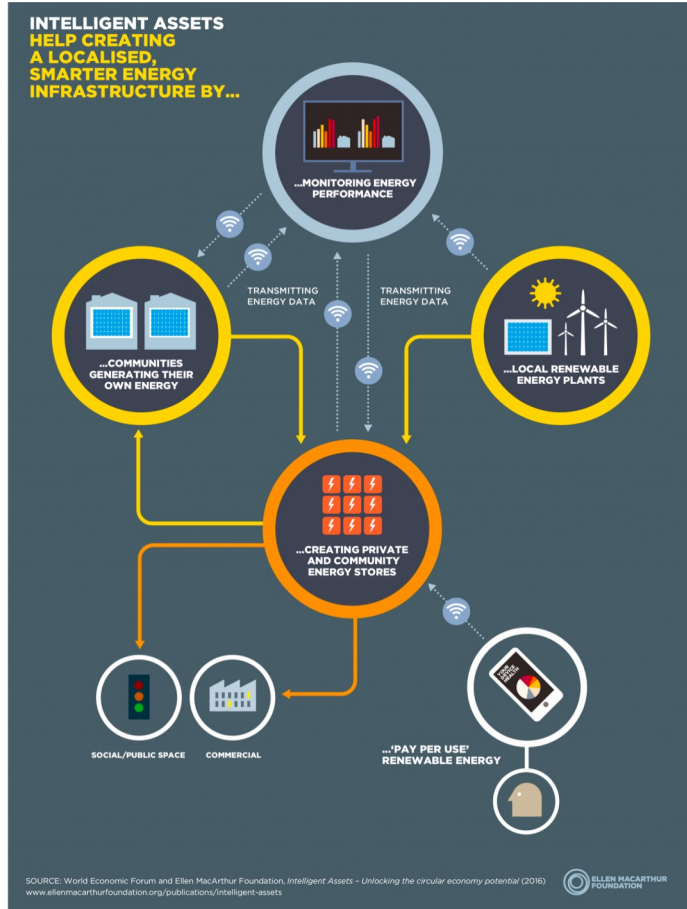 INTELLIGENT ASSETS
HELP CREATING
A LOCALISED,
SMARTER ENERGY
INFRASTRUCTURE BY...
...MONITORING ENERGY
PERFORMANCE
TRANSMITTING
ENERGY DATA
TRANSMITTING
ENERGY DATA
...COMMUNITIES
GENERATING THEIR
OWN ENERGY
...LOCAL RENEWABLE
ENERGY PLANTS
...CREATING PRIVATE
AND COMMUNITY
ENERGY STORES
YOUR
DEVICE
HEALTH
SOCIAL/PUBLIC SPACE
COMMERCIAL
...‘PAY PER USE’
RENEWABLE ENERGY
SOURCE: World Economic Forum and Ellen MacArthur Foundation, Intelligent Assets – Unlocking the circular economy potential (2016)
www.ellenmacarthurfoundation.org/publications/intelligent-assets
ELLEN MACARTHUR
FOUNDATION